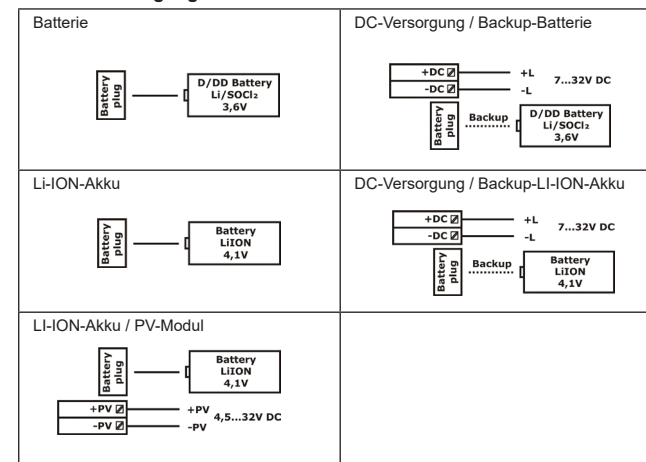 Batterie
Battery
plug
D/DD Battery
Li/SOCl₂
3,6V
DC-Versorgung / Backup-Batterie
+DC +L
7...32V DC
-DC -L
Battery
plug
Backup
D/DD Battery
Li/SOCl₂
3,6V
Li-ION-Akku
Battery
plug
Battery
LiION
4,1V
DC-Versorgung / Backup-LI-ION-Akku
+DC +L
7...32V DC
-DC -L
Battery
plug
Backup
Battery
LiION
4,1V
LI-ION-Akku / PV-Modul
Battery
plug
Battery
LiION
4,1V
+PV +PV
4,5...32V DC
-PV -PV